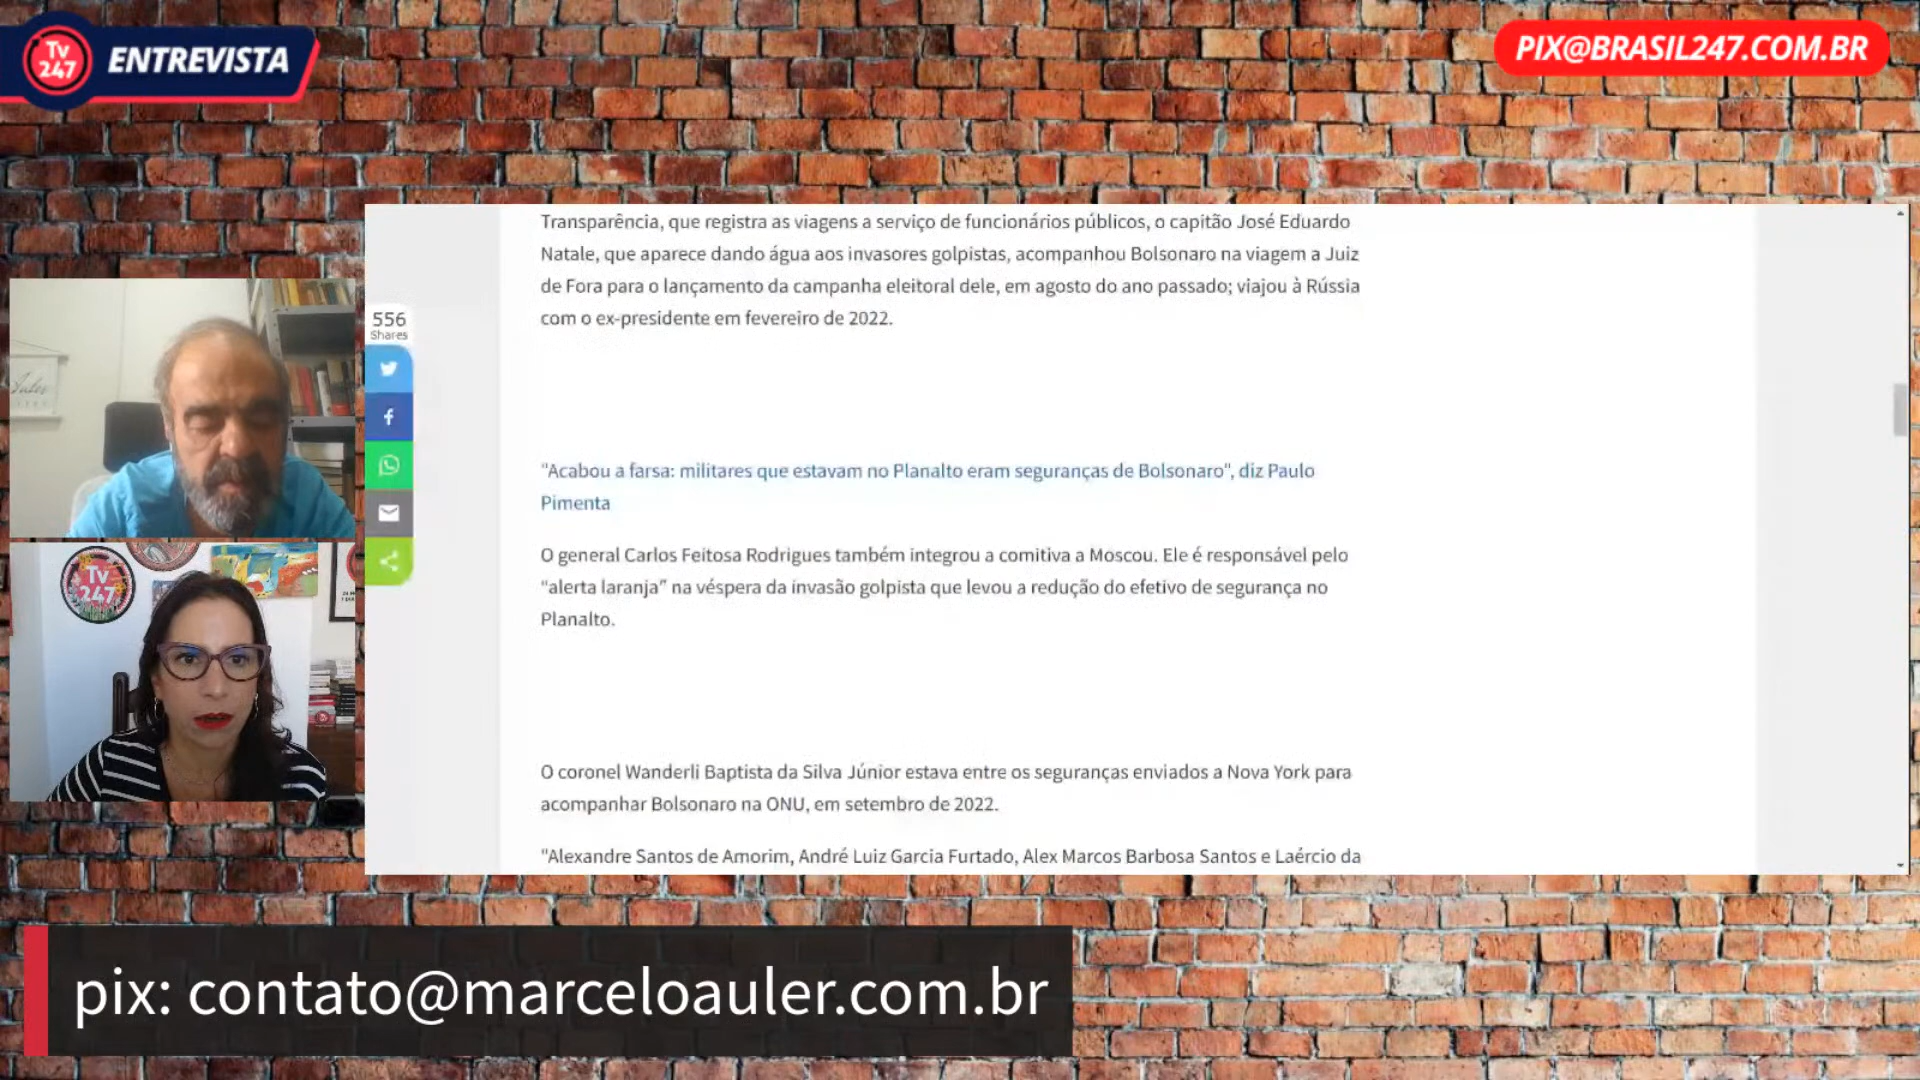 Tv
247
ENTREVISTA
PIX@BRASIL247.COM.BR
Transparência, que registra as viagens a serviço de funcionários públicos, o capitão José Eduardo
Natale, que aparece dando água aos invasores golpistas, acompanhou Bolsonaro na viagem a Juiz
de Fora para o lançamento da campanha eleitoral dele, em agosto do ano passado; viajou à Rússia
com o ex-presidente em fevereiro de 2022.
556
Shares
"Acabou a farsa: militares que estavam no Planalto eram seguranças de Bolsonaro", diz Paulo
Pimenta
O general Carlos Feitosa Rodrigues também integrou a comitiva a Moscou. Ele é responsável pelo
“alerta laranja” na véspera da invasão golpista que levou a redução do efetivo de segurança no
Planalto.
Tv
247
O coronel Wanderli Baptista da Silva Júnior estava entre os seguranças enviados a Nova York para
acompanhar Bolsonaro na ONU, em setembro de 2022.
"Alexandre Santos de Amorim, André Luiz Garcia Furtado, Alex Marcos Barbosa Santos e Laércio da
pix: contato@marceloauler.com.br